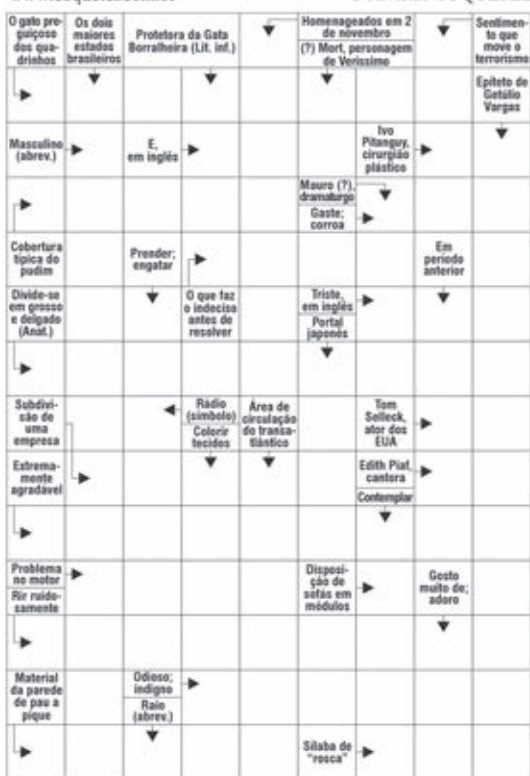 O gato pre-
guiçoso
dos qua-
drinhos
Os dois
maiores
estados
brasileiros
Protetora da Gata
Borralheira (Lit. inf.)
Homenageados em 2
de novembro
(?) Mort, personagem
de Verissimo
Sentimen-
to que
move o
terrorismo
Epíteto de
Getúlio
Vargas
Masculino
(abrev.)
E,
em inglês
Ivo
Pitanguy,
cirurgião
plástico
Mauro (?),
dramaturgo
Gaste;
corroa
Cobertura
típica do
pudim
Prender;
engatar
Em
período
anterior
Divide-se
em grosso
e delgado
(Anat.)
O que faz
o indeciso
antes de
resolver
Triste,
em inglês
Portal
japonês
Subdivi-
são de
uma
empresa
Rádio
(símbolo)
Colorir
tecidos
Área de
circulação
do transa-
tlântico
Tom
Selleck,
ator dos
EUA
Extrema-
mente
agradável
Edith Piaf,
cantora
Contemplar
Problema
no motor
Rir ruido-
samente
Disposi-
ção de
sofás em
módulos
Gosto
muito de;
adoro
Material
da parede
de pau a
pique
Odioso;
indigno
Raio
(abrev.)
Sílaba de
"rosca"